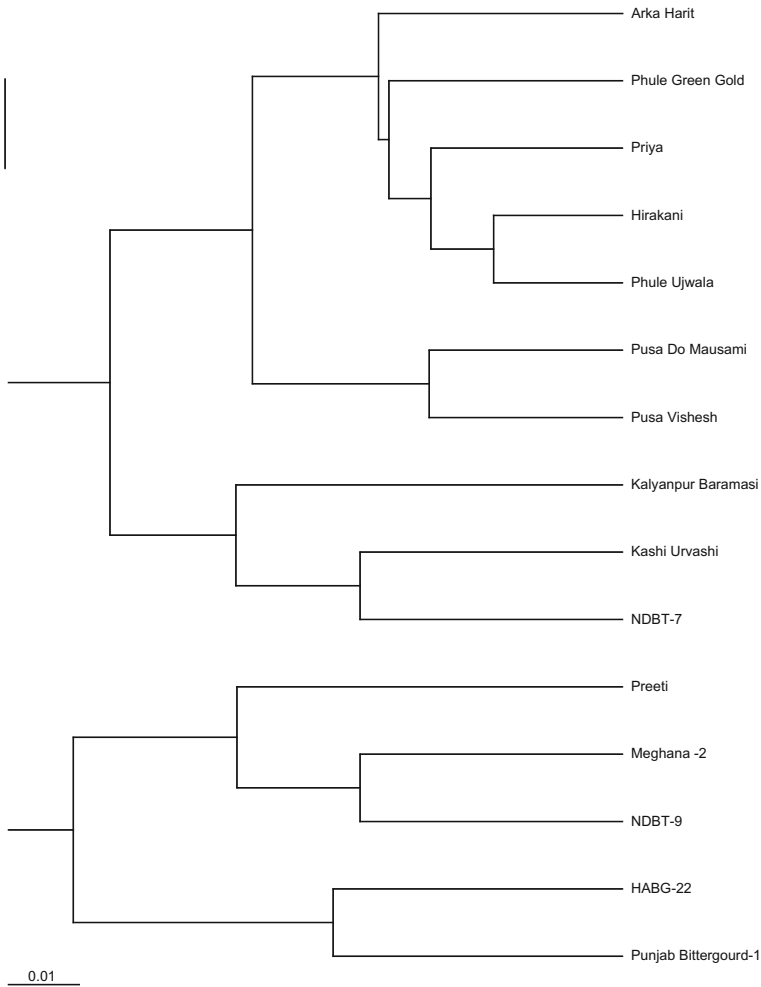 Arka Harit
Phule Green Gold
Priya
Hirakani
Phule Ujwala
Pusa Do Mausami
Pusa Vishesh
Kalyanpur Baramasi
Kashi Urvashi
NDBT-7
Preeti
Meghana -2
NDBT-9
HABG-22
Punjab Bittergourd-1
0.01